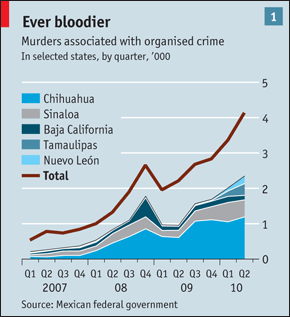 Ever bloodier
1
Murders associated with organised crime
In selected states, by quarter, ’000
5
Chihuahua
Sinaloa
Baja California
Tamaulipas
Nuevo León
Total
4
3
2
1
0
Q1 Q2 Q3 Q4 Q1 Q2 Q3 Q4 Q1 Q2 Q3 Q4 Q1 Q2
2007 08 09 10
Source: Mexican federal government